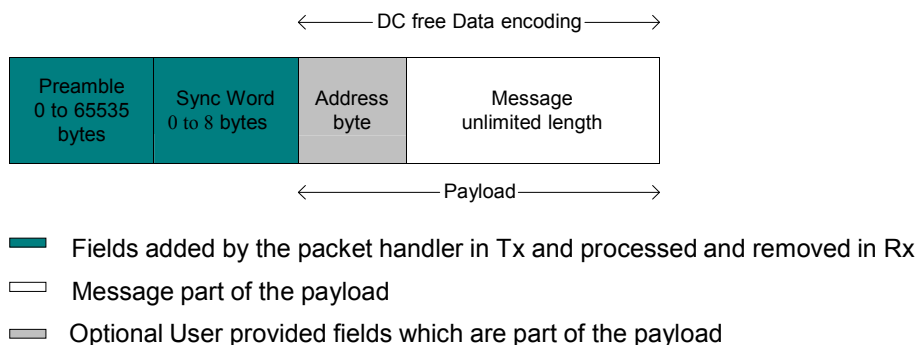 DC free Data encoding
Preamble
0 to 65535
bytes
Sync Word
0 to 8 bytes
Address
byte
Message
unlimited length
Payload
Fields added by the packet handler in Tx and processed and removed in Rx
Message part of the payload
Optional User provided fields which are part of the payload